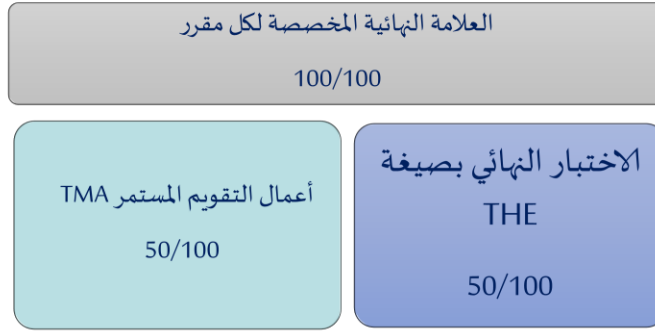 العلامة النهائية المخصصة لكل مقرر
100/100
الاختبار النهائي بصيغة
THE
50/100
أعمال التقويم المستمر TMA
50/100